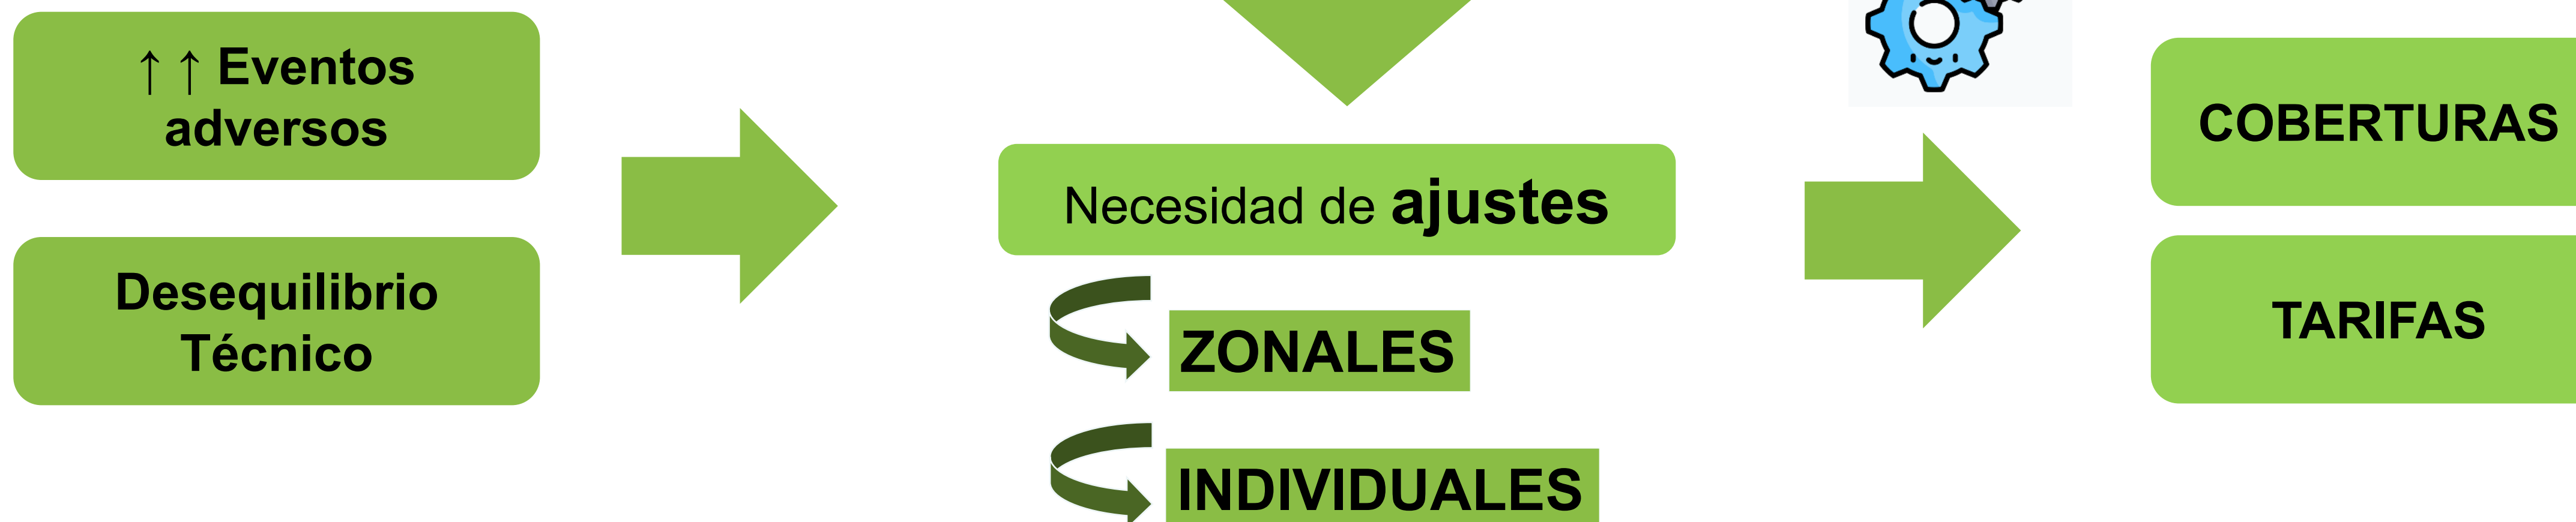 ↑ ↑ Eventos
adversos
Desequilibrio
Técnico
Necesidad de ajustes
ZONALES
INDIVIDUALES
COBERTURAS
TARIFAS